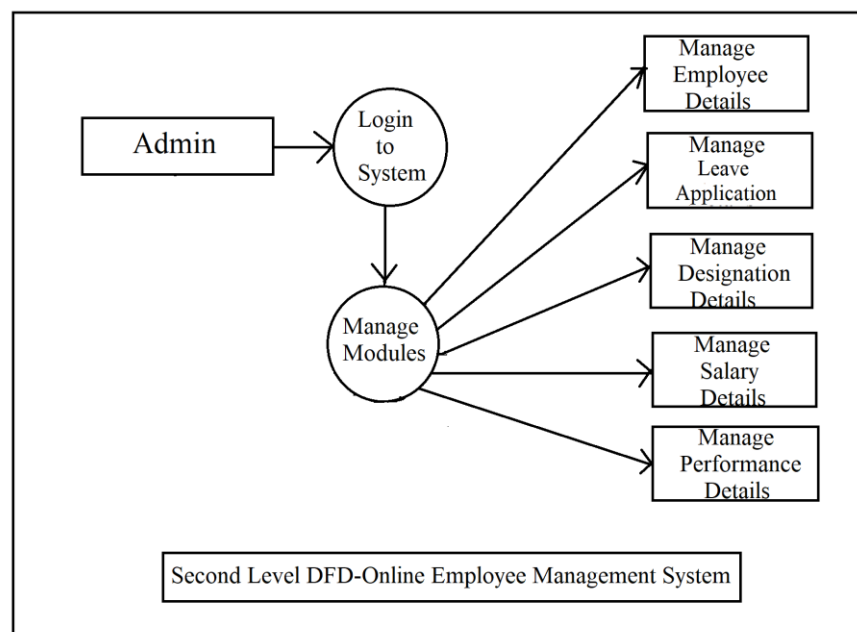 Admin
Login
to
System
Manage
Modules
Manage
Employee
Details
Manage
Leave
Application
Manage
Designation
Details
Manage
Salary
Details
Manage
Performance
Details
Second Level DFD-Online Employee Management System